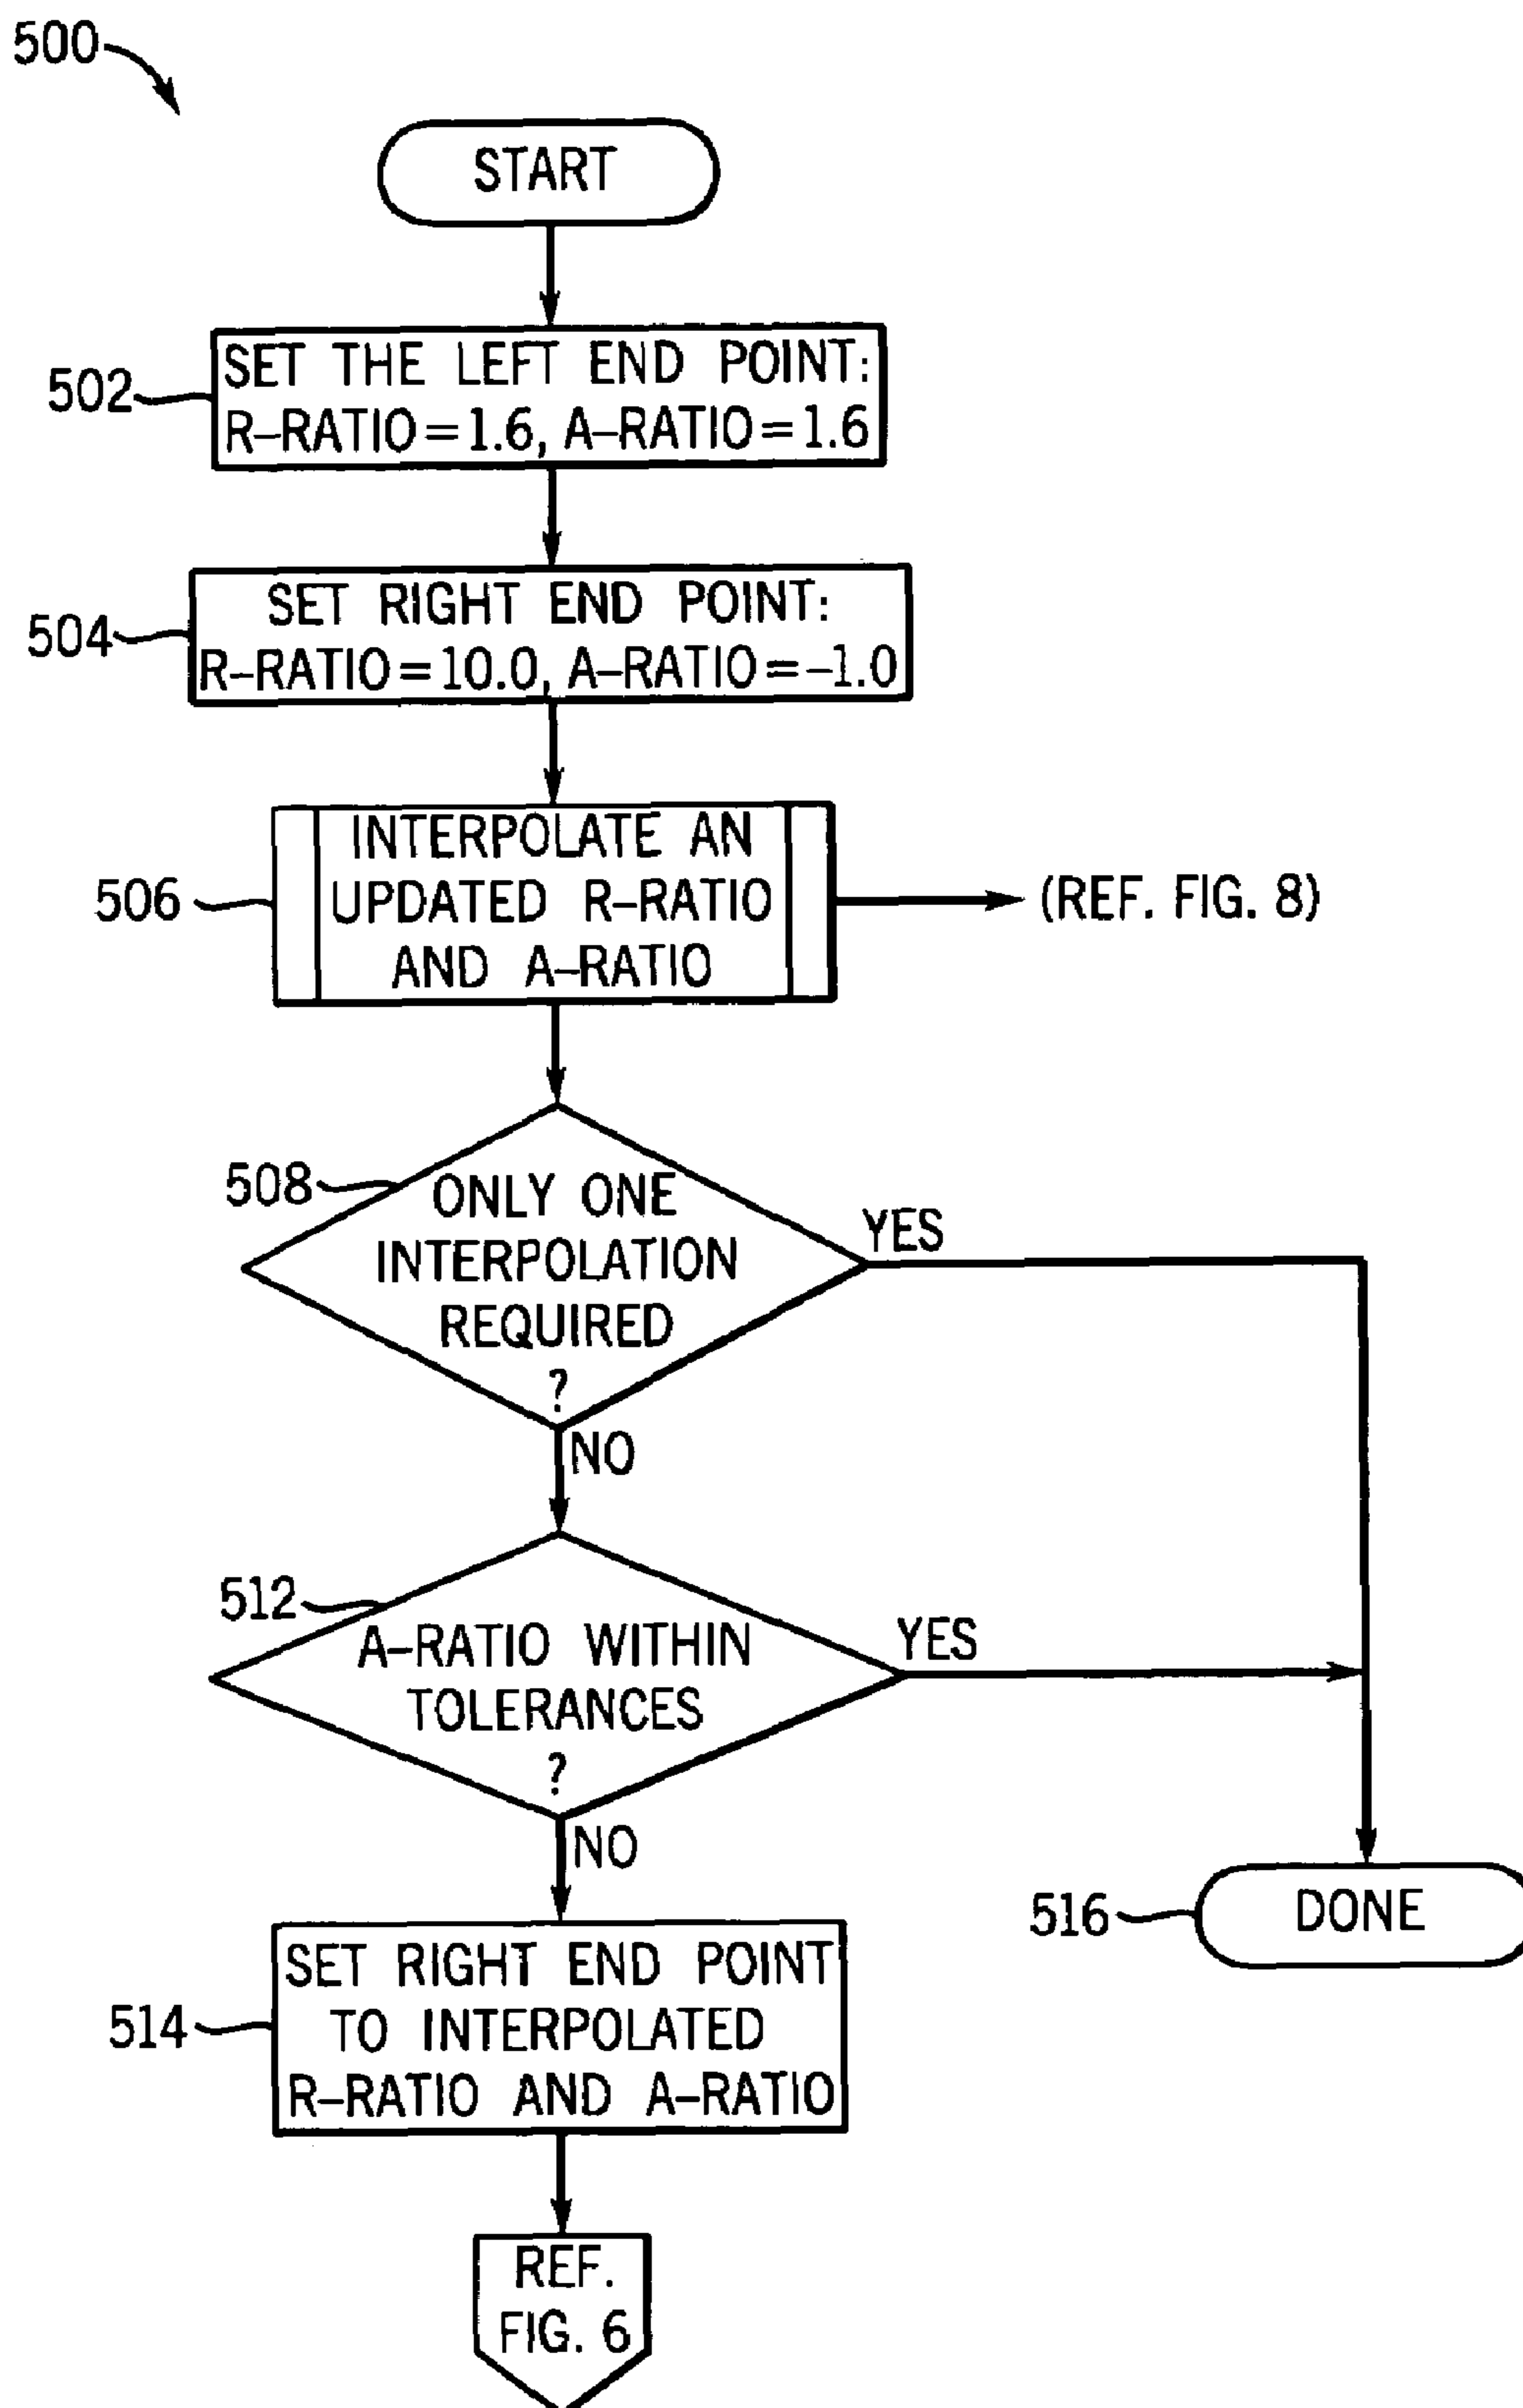 500
START
502
SET THE LEFT END POINT:
R-RATIO=1.6, A-RATIO=1.6
504
SET RIGHT END POINT:
R-RATIO=10.0, A-RATIO=-1.0
506
INTERPOLATE AN
UPDATED R-RATIO
AND A-RATIO
(REF. FIG. 8)
508
ONLY ONE
INTERPOLATION
REQUIRED
?
YES
NO
512
A-RATIO WITHIN
TOLERANCES
?
YES
NO
516
DONE
514
SET RIGHT END POINT
TO INTERPOLATED
R-RATIO AND A-RATIO
REF.
FIG. 6